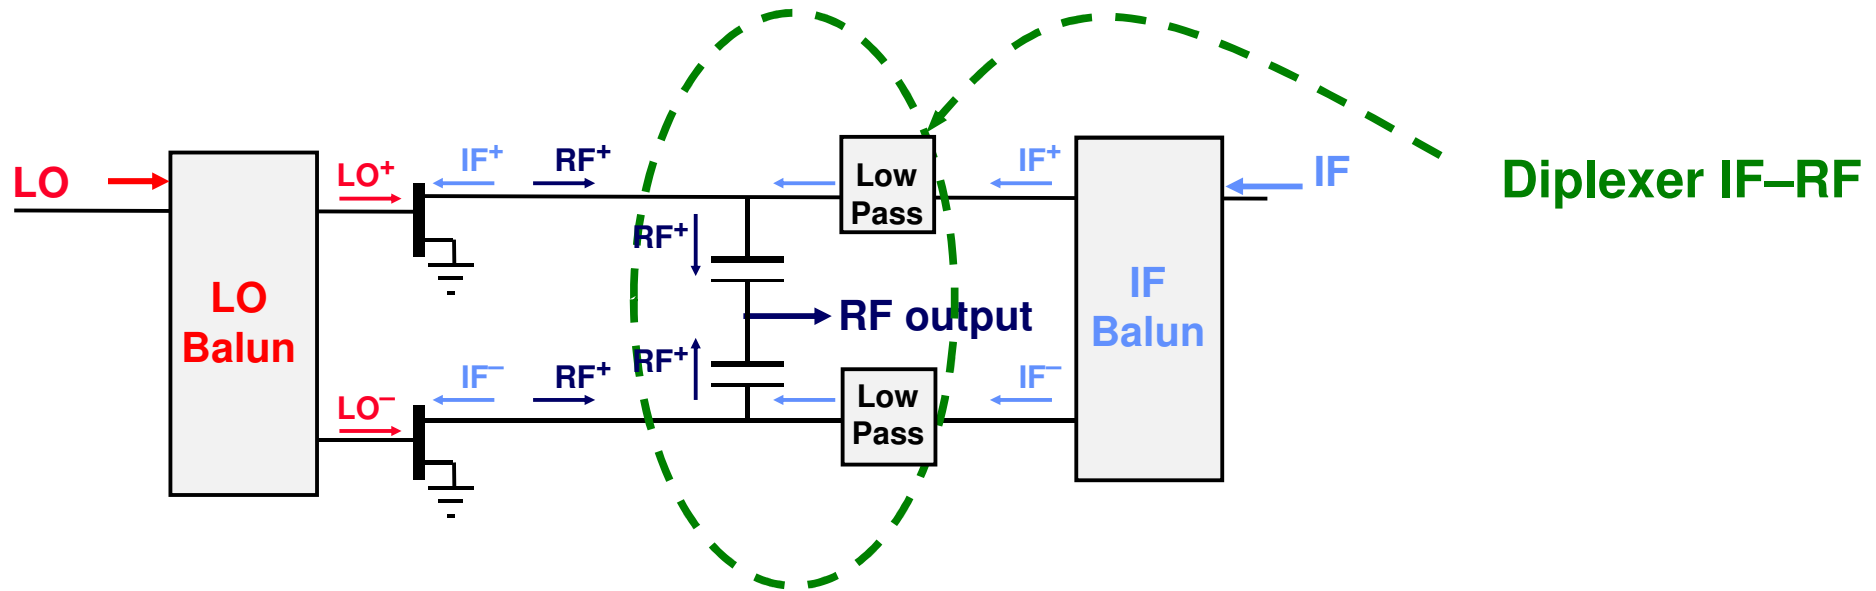 LO
LO
Balun
LO⁺
IF⁺
RF⁺
Low
Pass
IF⁺
IF
Diplexer IF–RF
RF⁺
RF output
IF
Balun
RF⁺
LO⁻
IF⁻
RF⁺
Low
Pass
IF⁻